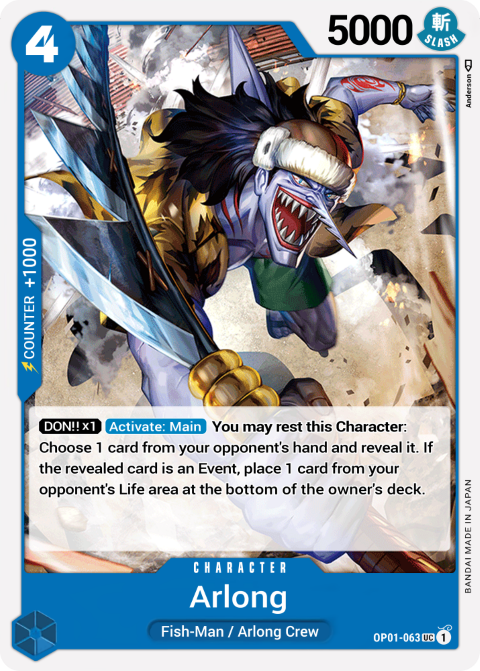 4
5000
斬
SLASH
Anderson
COUNTER +1000
DON!! x1 Activate: Main You may rest this Character:
Choose 1 card from your opponent's hand and reveal it. If
the revealed card is an Event, place 1 card from your
opponent's Life area at the bottom of the owner's deck.
BANDAI MADE IN JAPAN
CHARACTER
Arlong
Fish-Man / Arlong Crew
OP01-063 UC 1